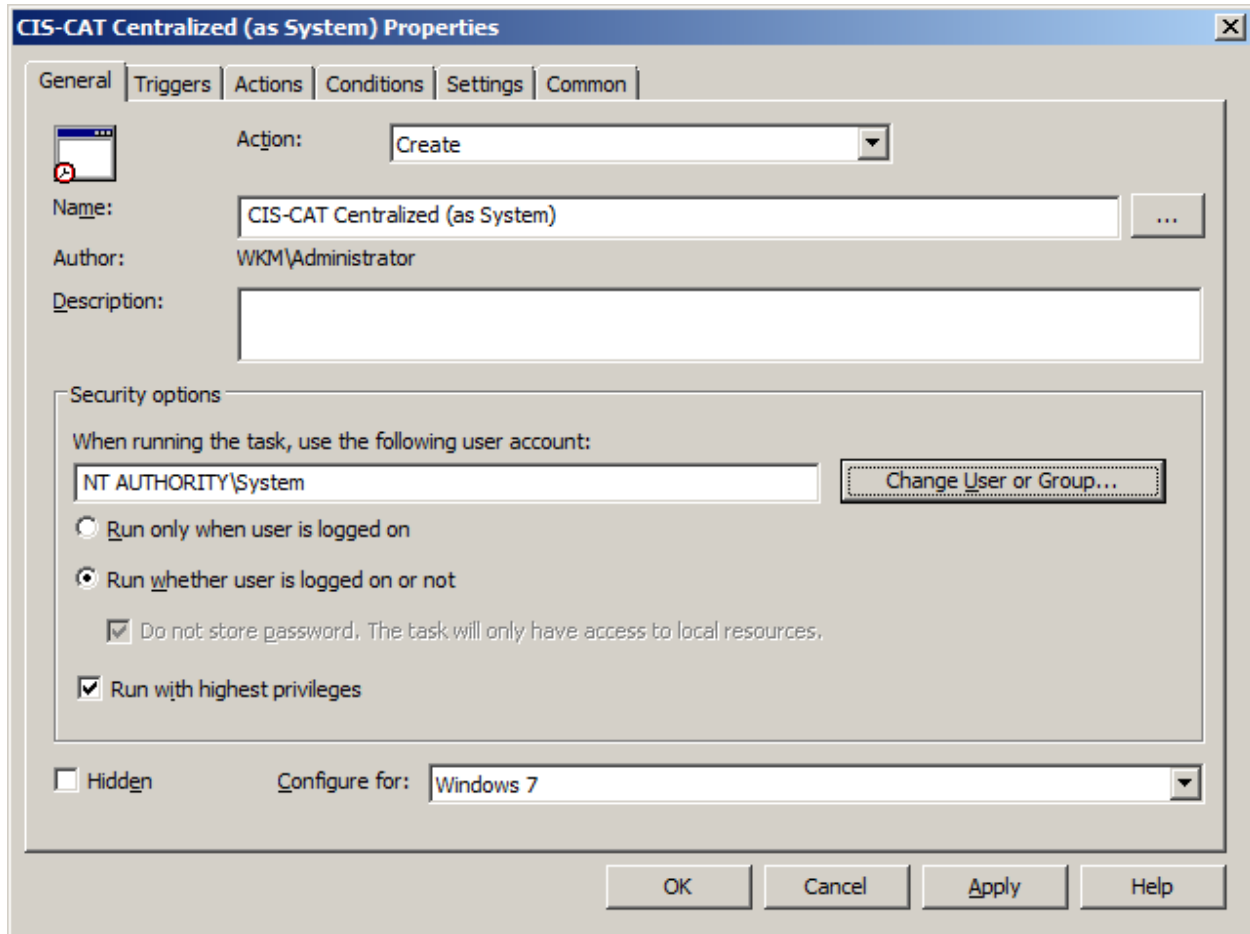 CIS-CAT Centralized (as System) Properties
General Triggers Actions Conditions Settings Common
Action: Create
Name: CIS-CAT Centralized (as System) ...
Author: WKM\Administrator
Description:
Security options
When running the task, use the following user account:
NT AUTHORITY\System Change User or Group...
Run only when user is logged on
Run whether user is logged on or not
Do not store password. The task will only have access to local resources.
Run with highest privileges
Hidden Configure for: Windows 7
OK Cancel Apply Help